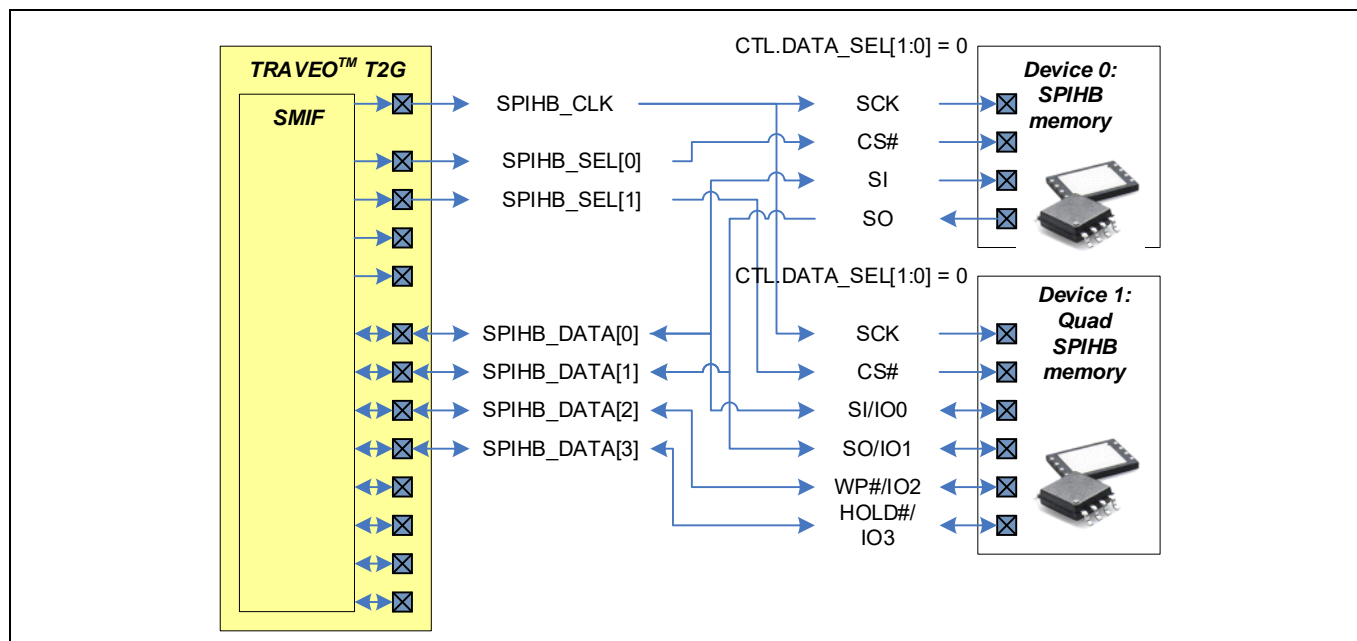 TRAVEO™ T2G
SMIF
SPIHB_CLK
SPIHB_SEL[0]
SPIHB_SEL[1]
SPIHB_DATA[0]
SPIHB_DATA[1]
SPIHB_DATA[2]
SPIHB_DATA[3]
CTL.DATA_SEL[1:0] = 0
SCK
CS#
SI
SO
Device 0:
SPIHB
memory
CTL.DATA_SEL[1:0] = 0
SCK
CS#
SI/IO0
SO/IO1
WP#/IO2
HOLD#/
IO3
Device 1:
Quad
SPIHB
memory